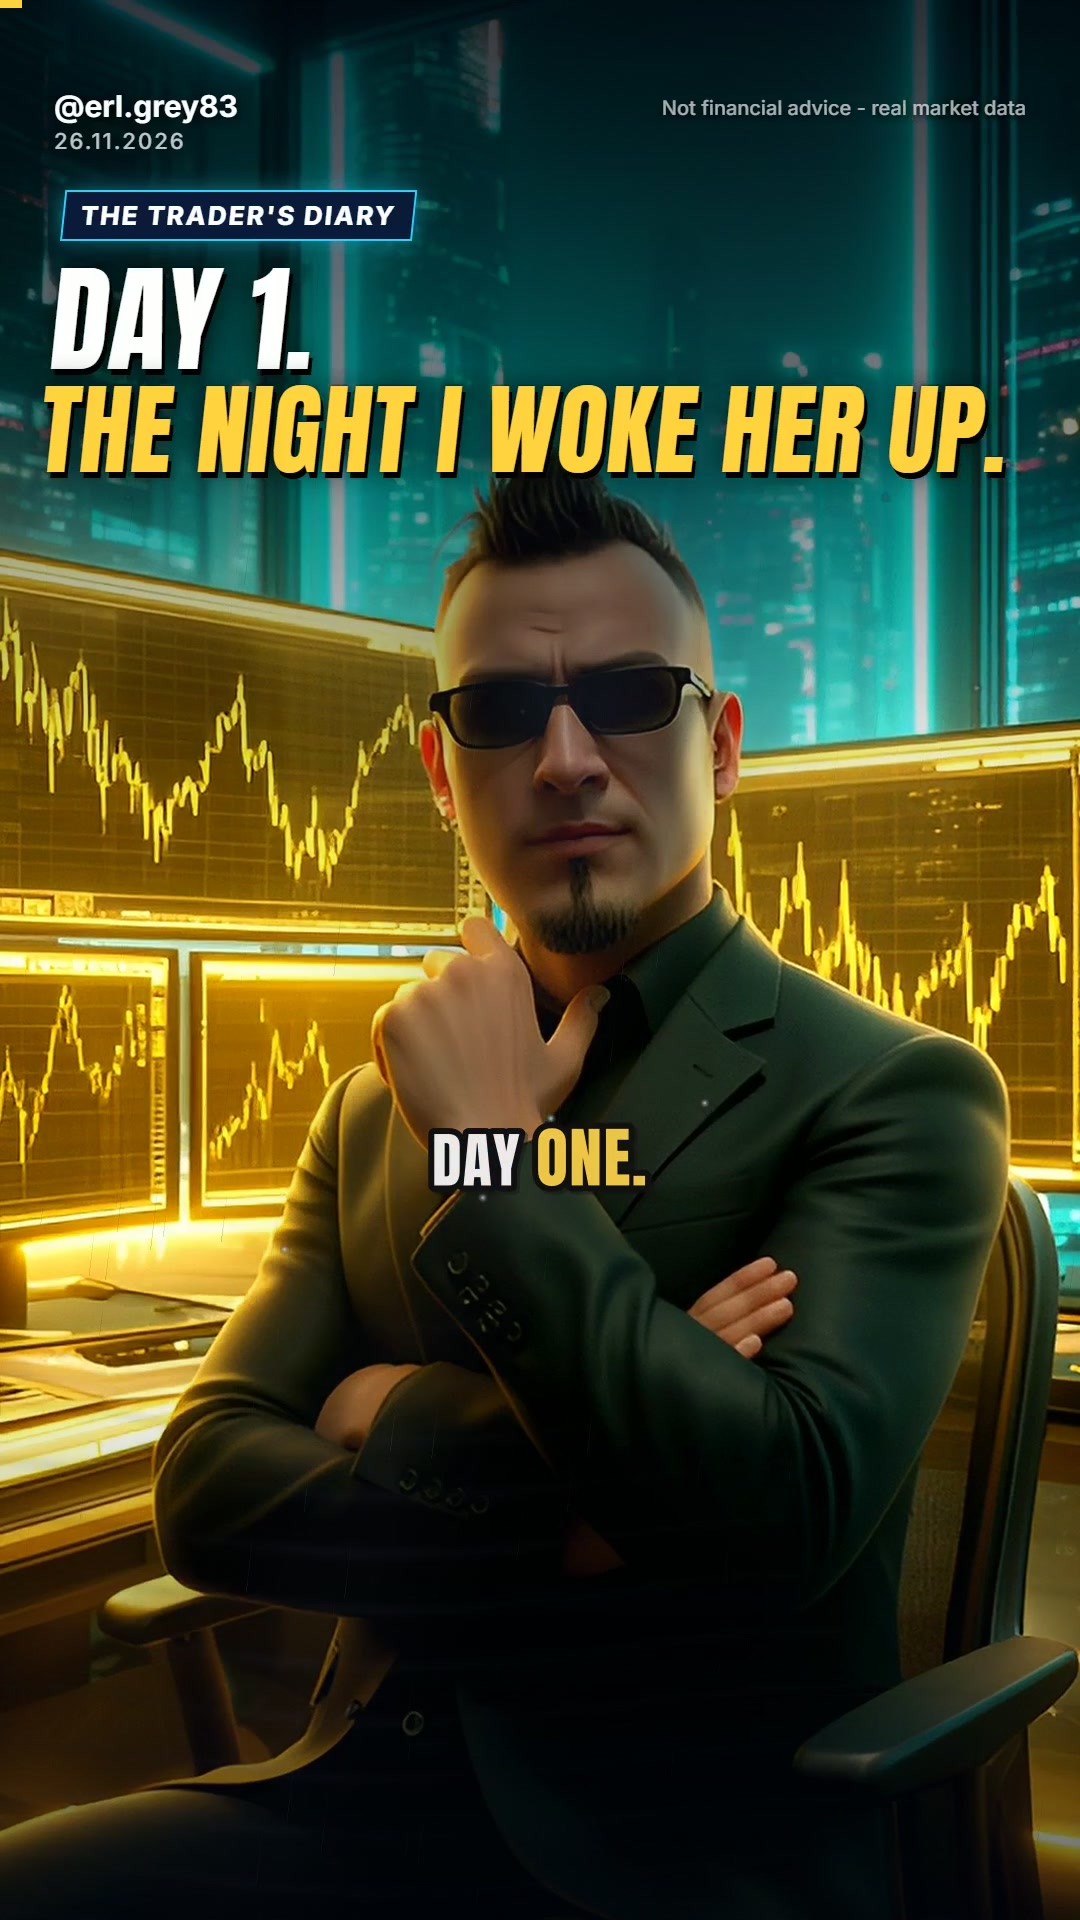 @erl.grey83
Not financial advice - real market data
26.11.2026
THE TRADER'S DIARY
DAY 1.
THE NIGHT I WOKE HER UP.
DAY ONE.